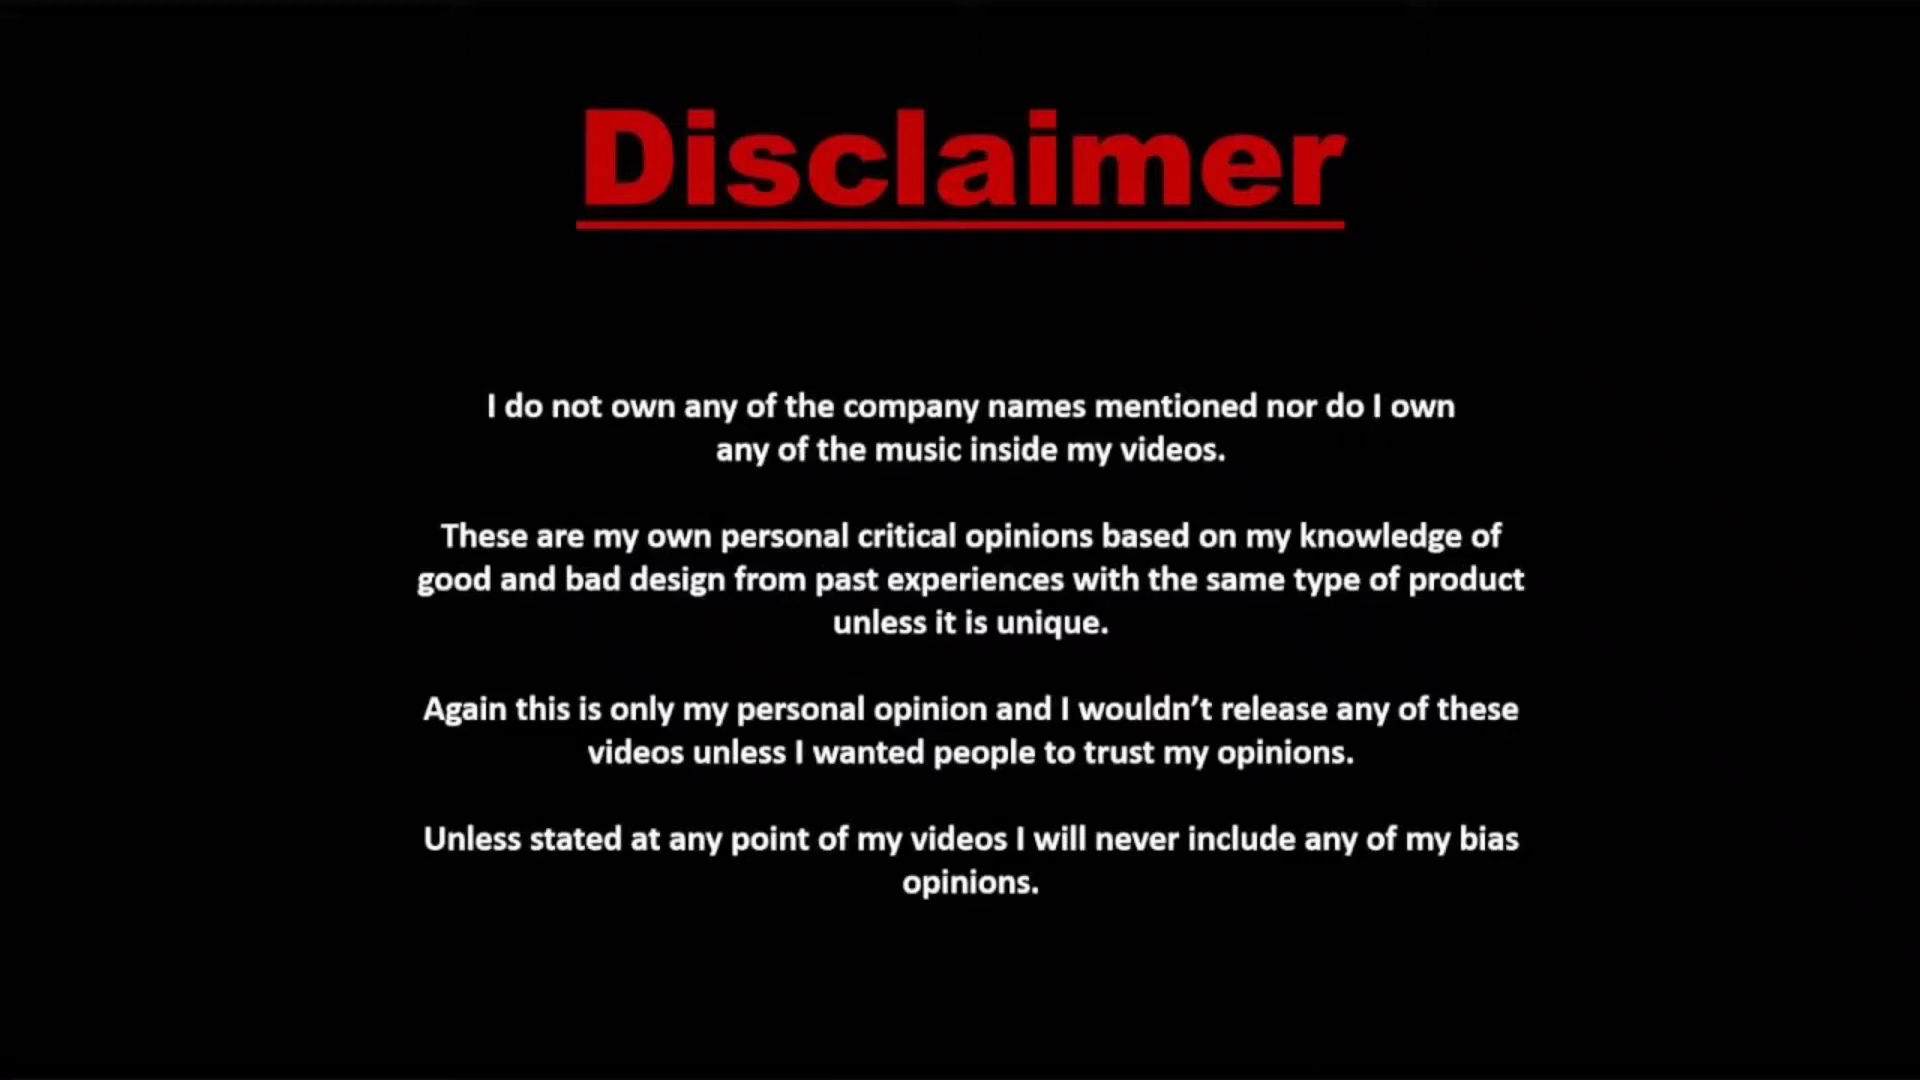 Disclaimer
I do not own any of the company names mentioned nor do I own
any of the music inside my videos.
These are my own personal critical opinions based on my knowledge of
good and bad design from past experiences with the same type of product
unless it is unique.
Again this is only my personal opinion and I wouldn’t release any of these
videos unless I wanted people to trust my opinions.
Unless stated at any point of my videos I will never include any of my bias
opinions.